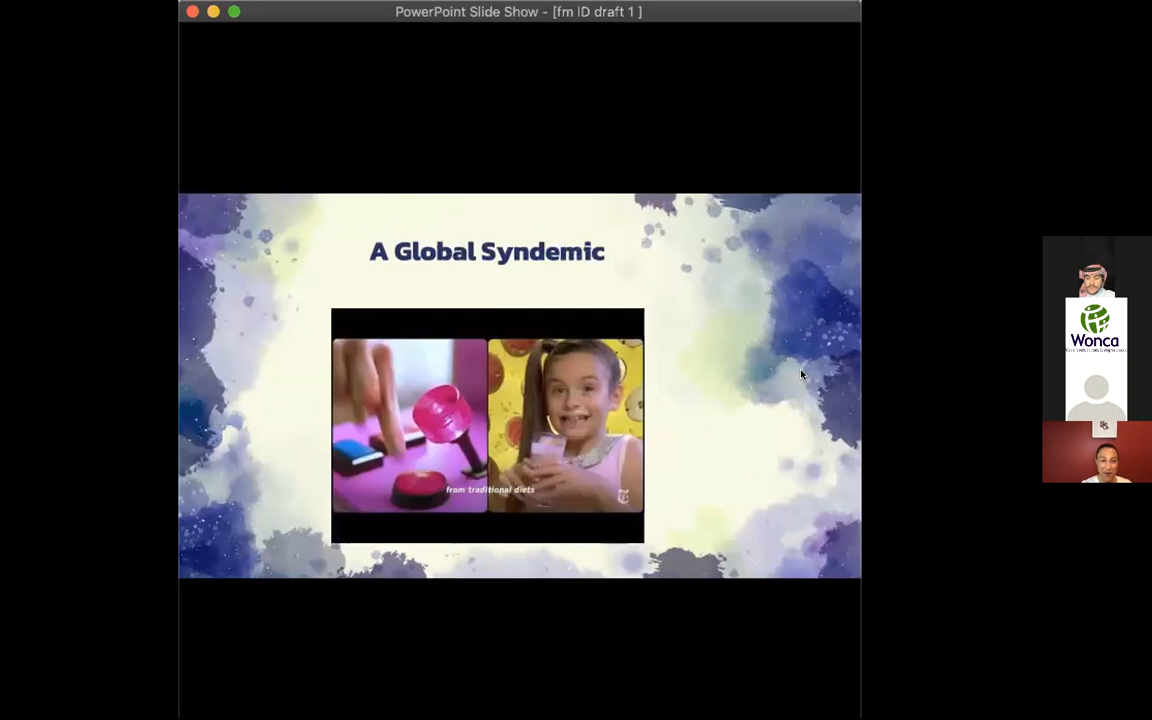 PowerPoint Slide Show - [fm ID draft 1 ]
A Global Syndemic
from traditional diets
Wonca